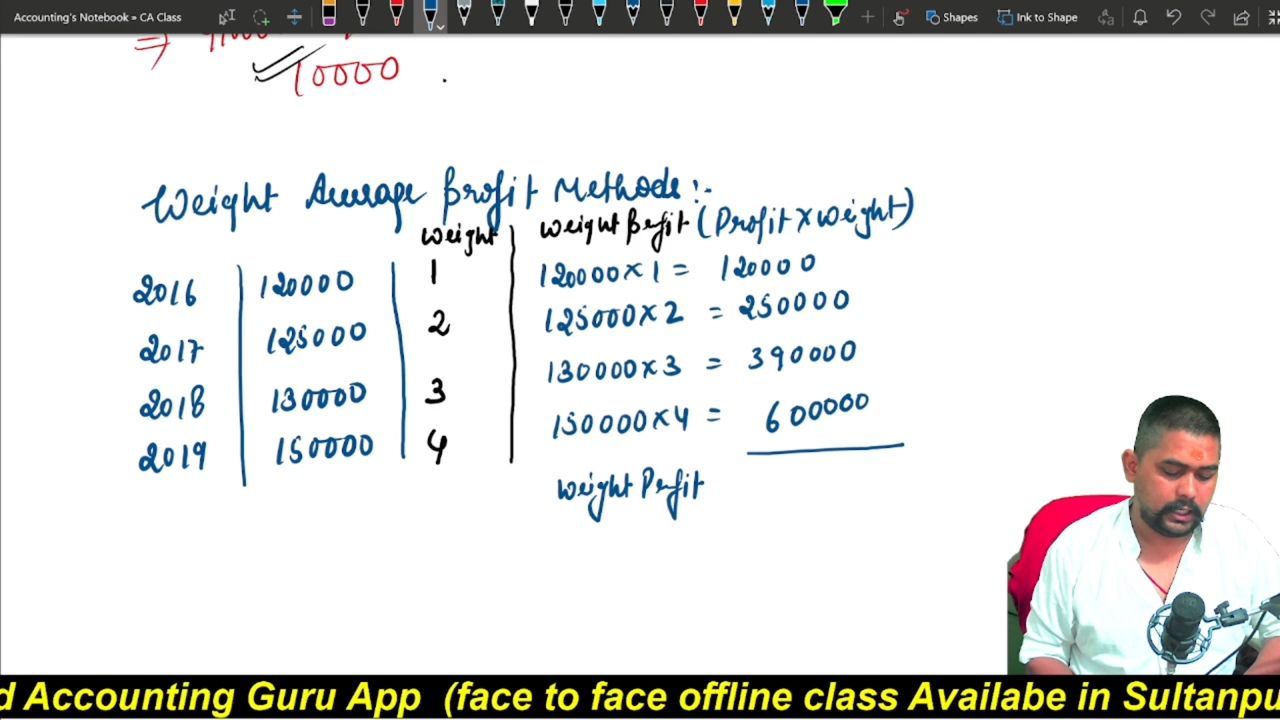 Accounting's Notebook » CA Class
Shapes
Ink to Shape
10000
Weight Average Profit Methode :-
Weight
Weight Profit (Profit x Weight)
2016 120000 1 120000 x 1 = 120000
2017 125000 2 125000 x 2 = 250000
2018 130000 3 130000 x 3 = 390000
2019 150000 4 150000 x 4 = 600000
Weight Profit
d Accounting Guru App (face to face offline class Availabe in Sultanpu